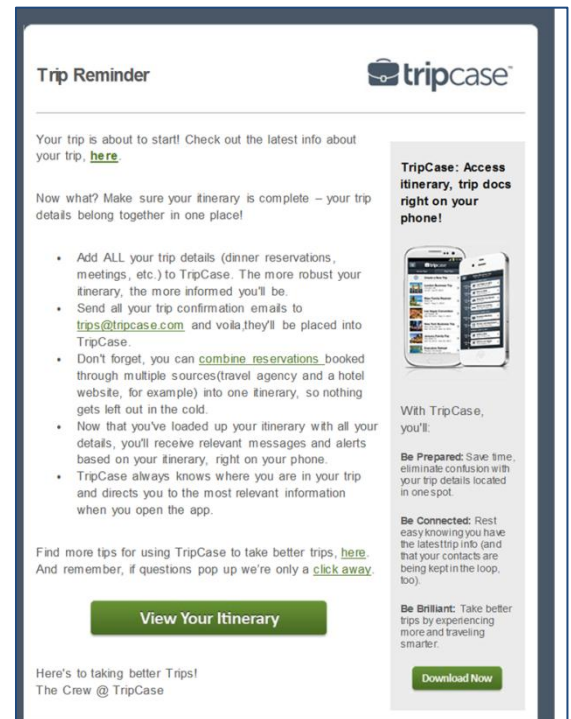 Trip Reminder
tripcase™
Your trip is about to start! Check out the latest info about
your trip, here.
Now what? Make sure your itinerary is complete – your trip
details belong together in one place!
• Add ALL your trip details (dinner reservations,
meetings, etc.) to TripCase. The more robust your
itinerary, the more informed you'll be.
• Send all your trip confirmation emails to
trips@tripcase.com and voila,they'll be placed into
TripCase.
• Don't forget, you can combine reservations booked
through multiple sources(travel agency and a hotel
website, for example) into one itinerary, so nothing
gets left out in the cold.
• Now that you've loaded up your itinerary with all your
details, you'll receive relevant messages and alerts
based on your itinerary, right on your phone.
• TripCase always knows where you are in your trip
and directs you to the most relevant information
when you open the app.
Find more tips for using TripCase to take better trips, here.
And remember, if questions pop up we're only a click away.
View Your Itinerary
Here's to taking better Trips!
The Crew @ TripCase
TripCase: Access
itinerary, trip docs
right on your
phone!
tripcase
With TripCase,
you'll:
Be Prepared: Save time,
eliminate confusion with
your trip details located
in one spot.
Be Connected: Rest
easy knowing you have
the latest trip info (and
that your contacts are
being kept in the loop,
too).
Be Brilliant: Take better
trips by experiencing
more and traveling
smarter.
Download Now